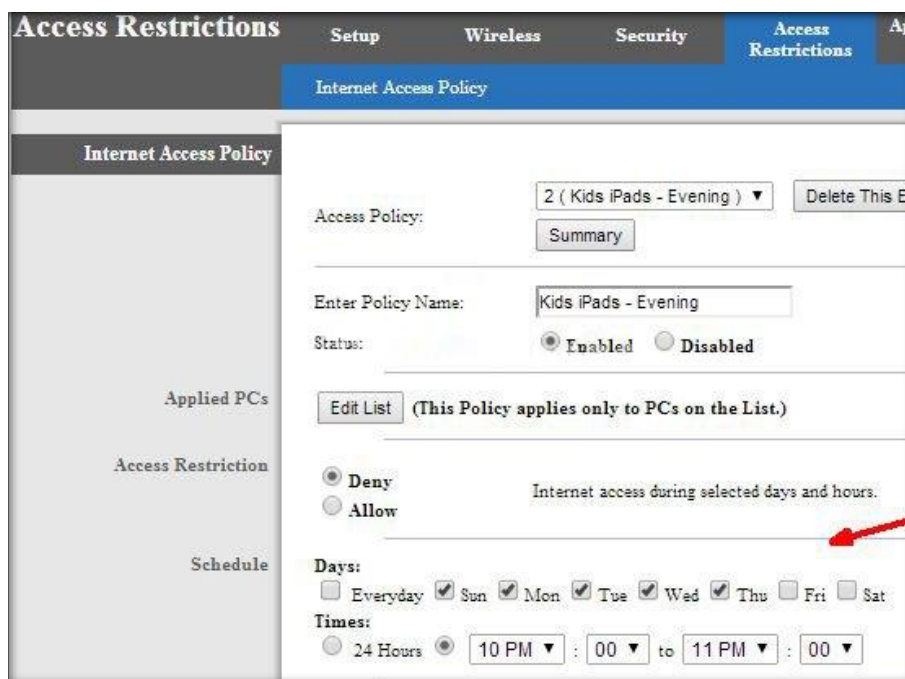 Access Restrictions
Setup Wireless Security Access Restrictions
Internet Access Policy
Internet Access Policy
Access Policy: 2 ( Kids iPads - Evening ) Delete This
Summary
Enter Policy Name: Kids iPads - Evening
Status: Enabled Disabled
Applied PCs Edit List (This Policy applies only to PCs on the List.)
Access Restriction
Deny
Internet access during selected days and hours.
Allow
Schedule Days:
Everyday Sun Mon Tue Wed Thu Fri Sat
Times:
24 Hours 10 PM : 00 to 11 PM : 00